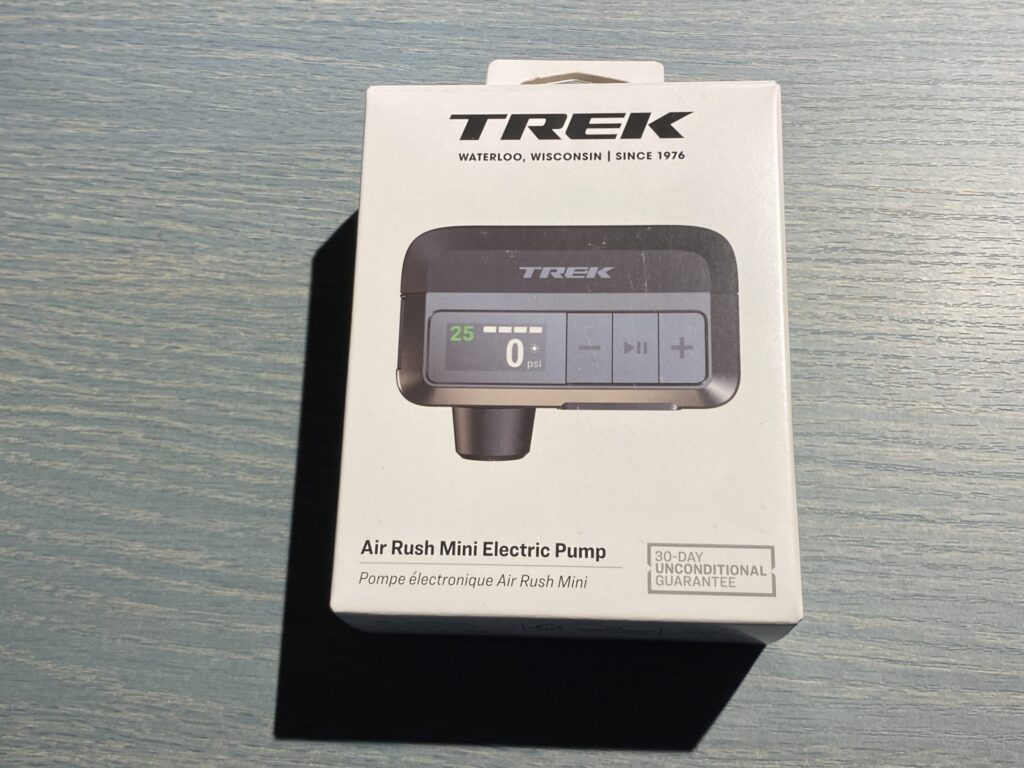 TREK
WATERLOO, WISCONSIN | SINCE 1976
TREK
25
0 psi
Air Rush Mini Electric Pump
Pompe électronique Air Rush Mini
30-DAY
UNCONDITIONAL
GUARANTEE